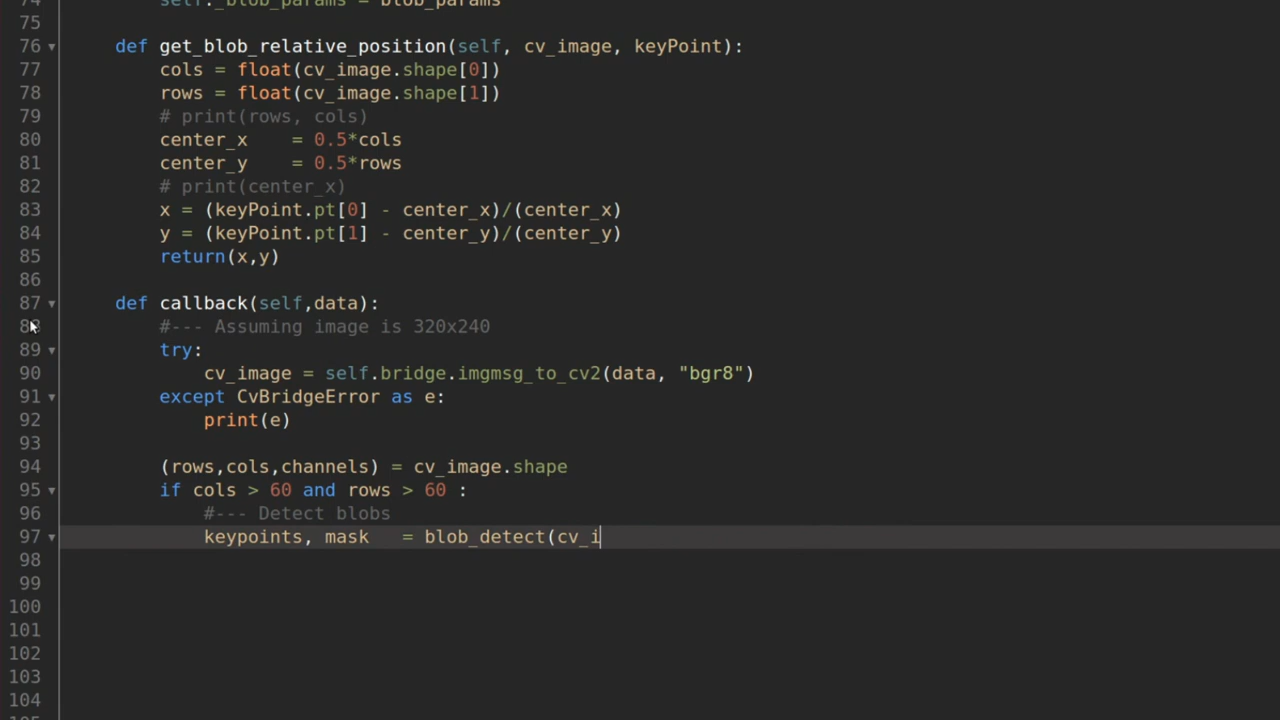 74 self._blob_params = blob_params
75
76 def get_blob_relative_position(self, cv_image, keyPoint):
77 cols = float(cv_image.shape[0])
78 rows = float(cv_image.shape[1])
79 # print(rows, cols)
80 center_x    = 0.5*cols
81 center_y    = 0.5*rows
82 # print(center_x)
83 x = (keyPoint.pt[0] - center_x)/(center_x)
84 y = (keyPoint.pt[1] - center_y)/(center_y)
85 return(x,y)
86
87 def callback(self,data):
88 #--- Assuming image is 320x240
89 try:
90 cv_image = self.bridge.imgmsg_to_cv2(data, "bgr8")
91 except CvBridgeError as e:
92 print(e)
93
94 (rows,cols,channels) = cv_image.shape
95 if cols > 60 and rows > 60 :
96 #--- Detect blobs
97 keypoints, mask   = blob_detect(cv_i
98
99
100
101
102
103
104
105